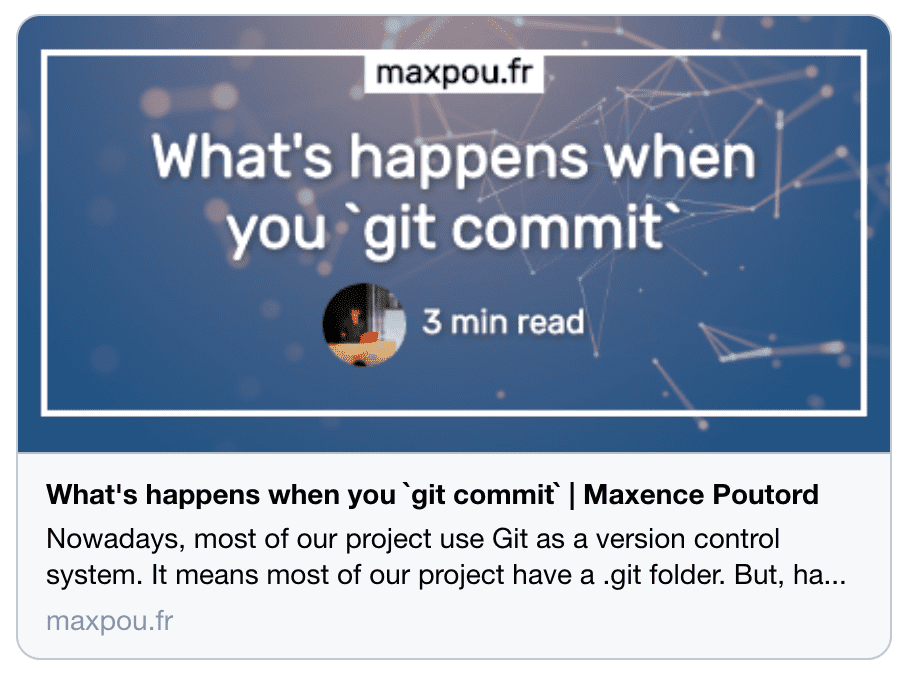 maxpou.fr
What's happens when
you `git commit`
3 min read
What's happens when you `git commit` | Maxence Poutord
Nowadays, most of our project use Git as a version control
system. It means most of our project have a .git folder. But, ha...
maxpou.fr